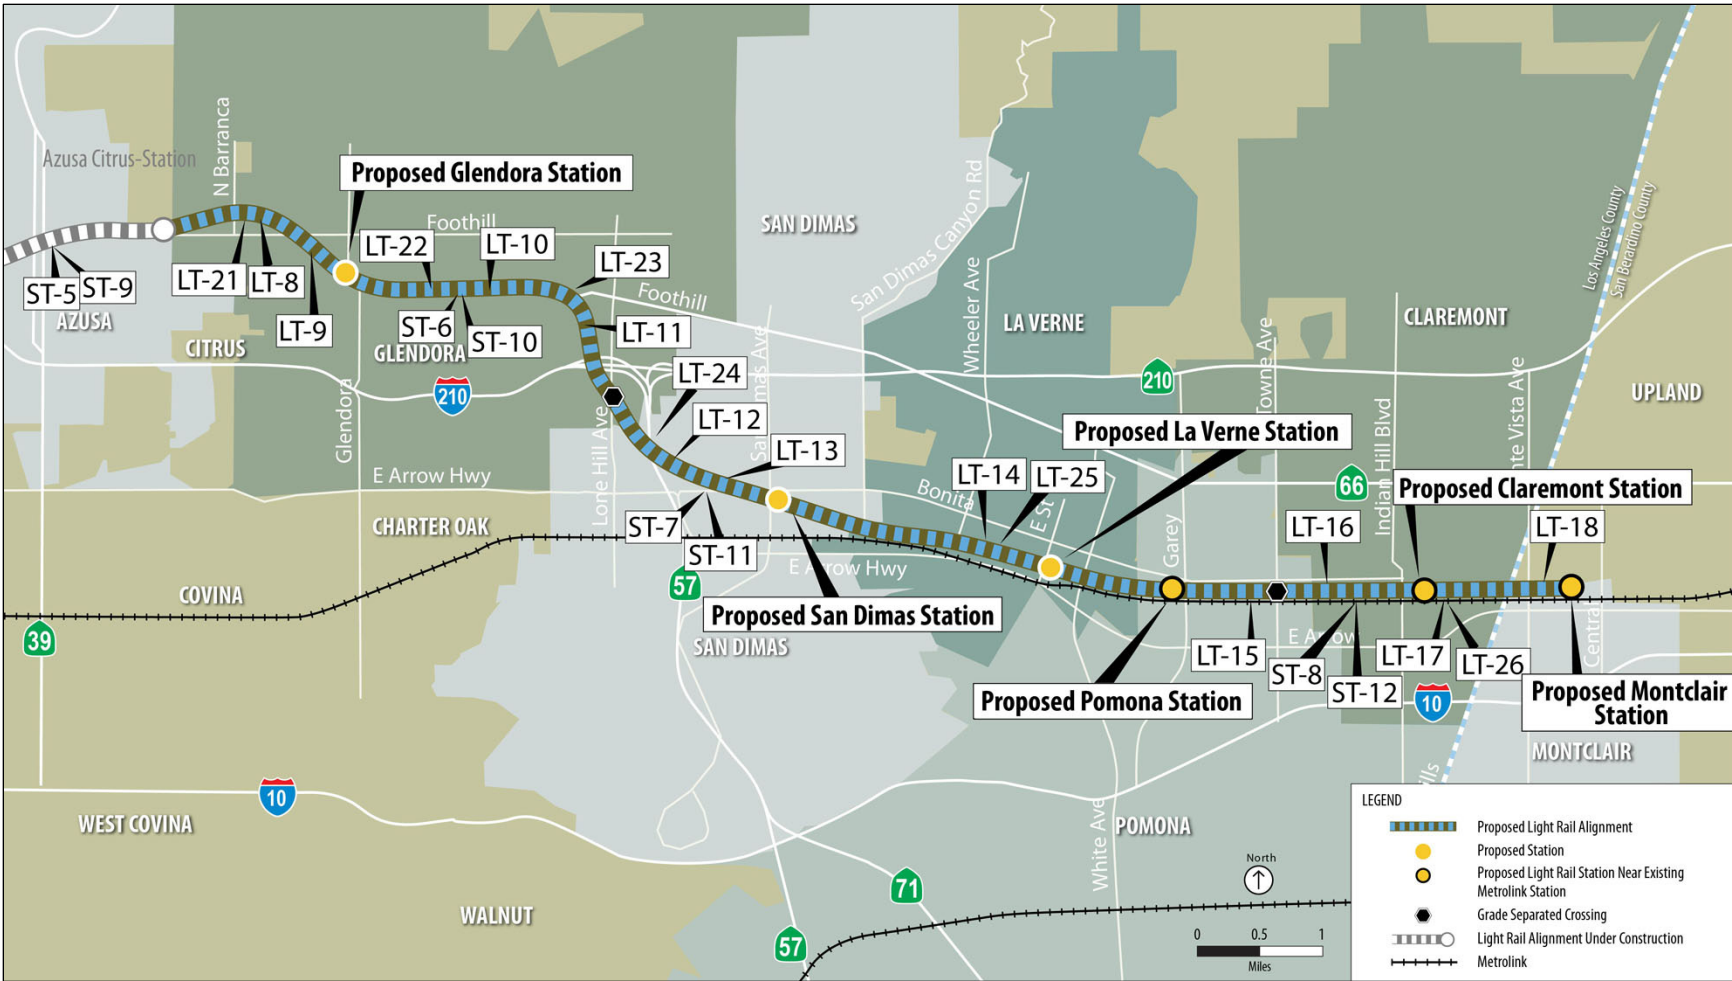 Azusa Citrus-Station
N Barranca
Proposed Glendora Station
Foothill
SAN DIMAS
San Dimas Canyon Rd
Wheeler Ave
LA VERNE
Los Angeles County
San Berardino County
CLAREMONT
UPLAND
LT-22
LT-10
LT-23
LT-21
LT-8
ST-5
ST-9
AZUSA
CITRUS
LT-9
ST-6
ST-10
GLENDORA
Foothill
LT-11
210
210
LT-24
LT-12
LT-13
Glendora
Lone Hill Ave
Towne Ave
Indian Hill Blvd
Proposed La Verne Station
E Arrow Hwy
CHARTER OAK
ST-7
ST-11
57
LT-14
LT-25
Bonita
E St
Garey
66
Proposed Claremont Station
LT-16
LT-18
E Arrow Hwy
COVINA
39
Proposed San Dimas Station
SAN DIMAS
Proposed Pomona Station
LT-15
ST-8
E Arrow
ST-12
LT-17
LT-26
10
Central
Proposed Montclair
Station
MONTCLAIR
10
WEST COVINA
WALNUT
POMONA
White Ave
71
57
North
0 0.5 1
Miles
LEGEND
Proposed Light Rail Alignment
Proposed Station
Proposed Light Rail Station Near Existing
Metrolink Station
Grade Separated Crossing
Light Rail Alignment Under Construction
Metrolink